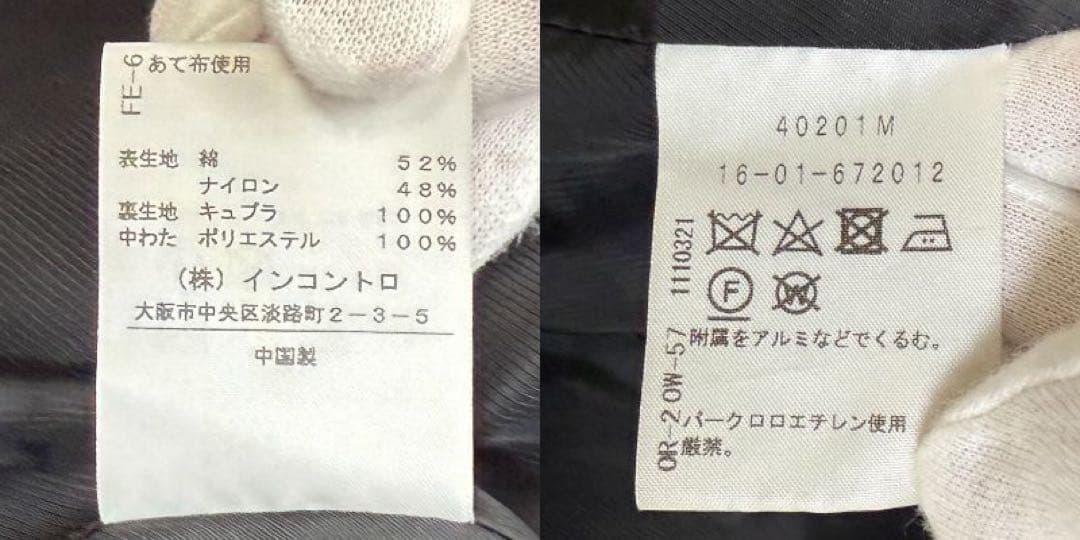 FE-6
あて布使用
表生地 綿 52%
ナイロン 48%
裏生地 キュプラ 100%
中わた ポリエステル 100%
(株)インコントロ
大阪市中央区淡路町2-3-5
中国製
40201M
16-01-672012
1110321
F
W
OR-2 OW-57
附属をアルミなどでくるむ。
パークロロエチレン使用
厳禁。